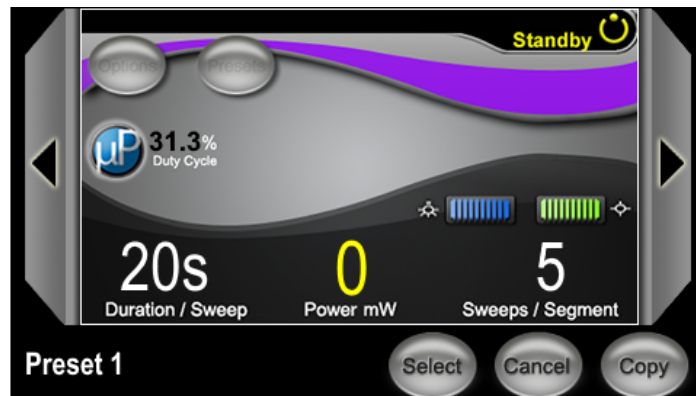 Standby
Options Presets
µP 31.3%
Duty Cycle
20s 0 5
Duration / Sweep Power mW Sweeps / Segment
Preset 1 Select Cancel Copy